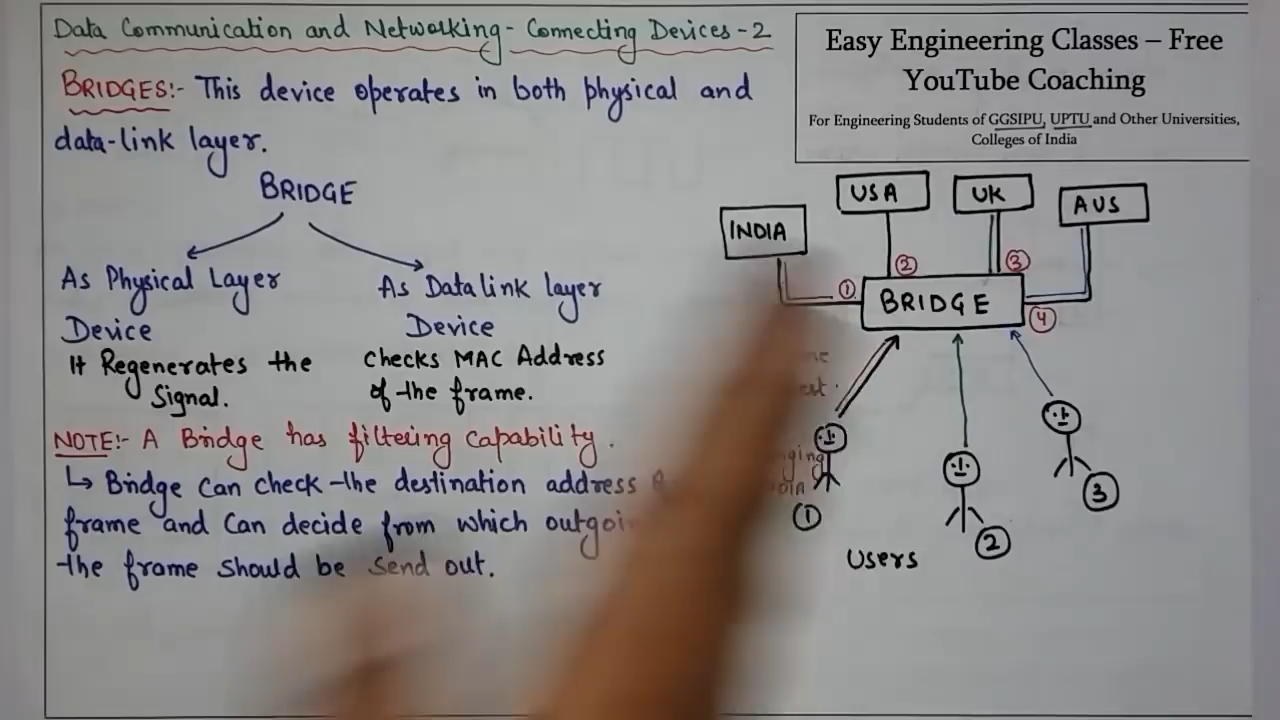 Data Communication and Networking - Connecting Devices - 2
BRIDGES:- This device operates in both physical and
data-link layer.
BRIDGE
As Physical Layer
Device
It Regenerates the
Signal.
As Datalink layer
Device
Checks MAC Address
of the frame.
NOTE:- A Bridge has filtering capability.
↳ Bridge can check the destination address
frame and can decide from which outgoin
the frame should be send out.
Easy Engineering Classes – Free
YouTube Coaching
For Engineering Students of GGSIPU, UPTU and Other Universities,
Colleges of India
INDIA
USA
UK
AUS
① ② ③
BRIDGE
④
①
②
③
Users